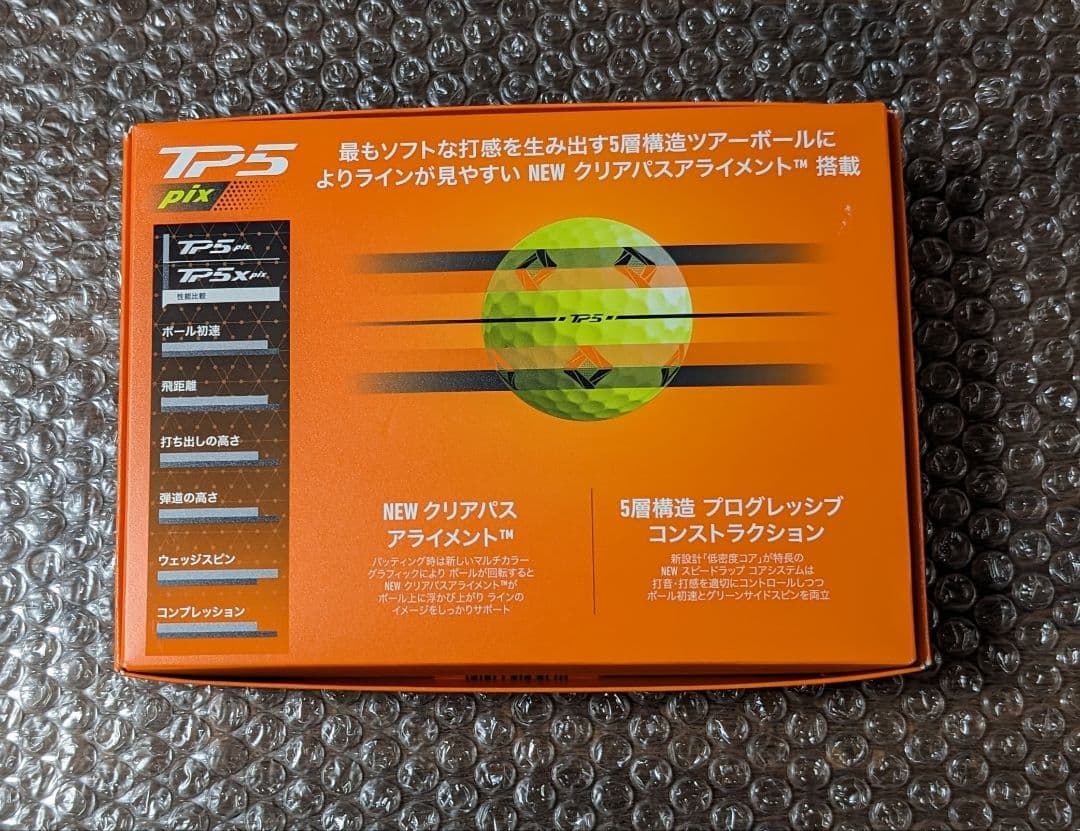 TP5
pix
最もソフトな打感を生み出す5層構造ツアーボールに
よりラインが見やすい NEW クリアパスアライメント™ 搭載
TP5 pix
TP5x pix
性能比較
ボール初速
飛距離
打ち出しの高さ
弾道の高さ
ウェッジスピン
コンプレッション
TP5
NEW クリアパス
アライメント™
パッティング時は新しいマルチカラー
グラフィックにより ボールが回転すると
NEW クリアパスアライメント™が
ボール上に浮かび上がり ラインの
イメージをしっかりサポート
5層構造 プログレッシブ
コンストラクション
新設計「低密度コア」が特長の
NEW スピードラップ コアシステムは
打音・打感を適切にコントロールしつつ
ボール初速とグリーンサイドスピンを両立